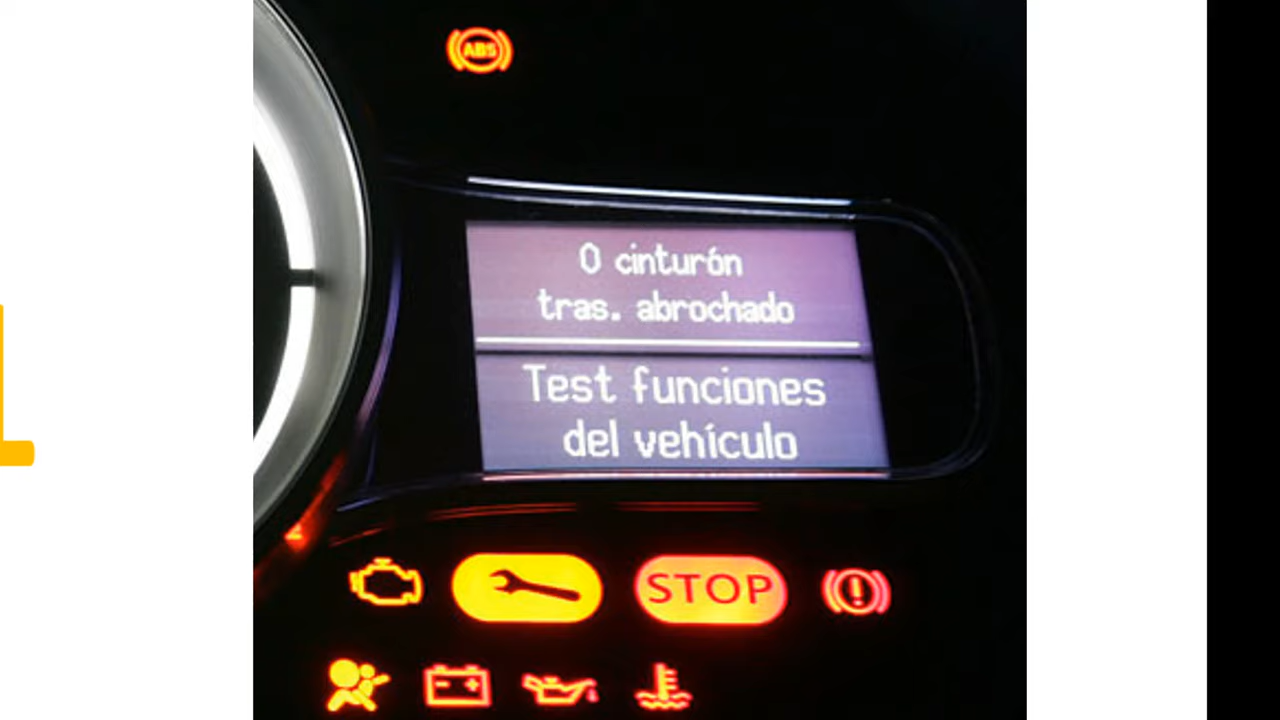 ABS
0 cinturón
tras. abrochado
Test funciones
del vehículo
STOP